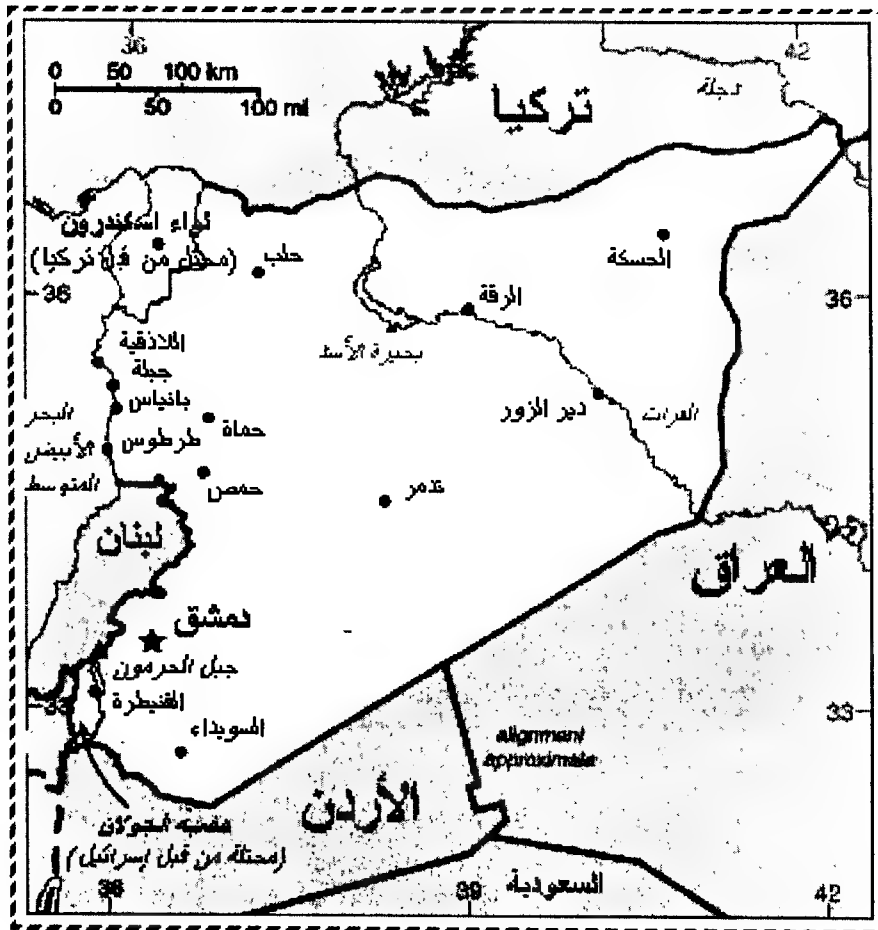 36
42
0 50 100 km
0 50 100 mil
تركيا
دجلة
لواء اسكندرون
(محتل من قبل تركيا)
حلب
الحسكة
36
36
الرقة
بحيرة الأسد
اللاذقية
جبلة
بانياس
دير الزور
الفرات
البحر
الأبيض
المتوسط
حماة
طرطوس
حمص
تدمر
لبنان
العراق
دمشق
جبل الحرمون
القنيطرة
33
33
السويداء
alignment
approximate
الأردن
هضبة الجولان
(محتلة من قبل إسرائيل)
السعودية
36
39
42